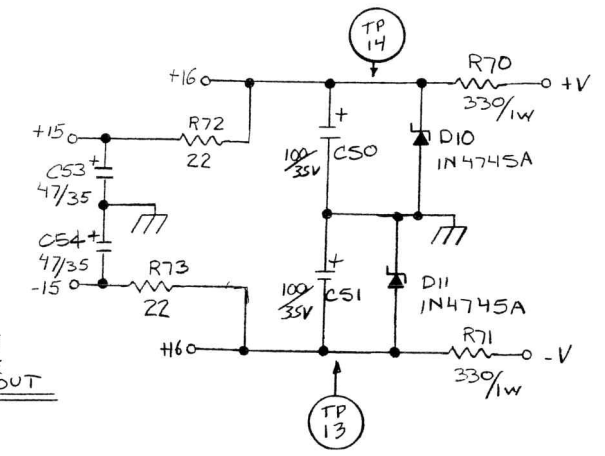 TP
14
+16
R70
+V
330/1W
+15
R72
22
+
C50
100/35V
D10
1N4745A
C53
+
47/35
C54
+
47/35
-15
R73
22
+
C51
100/35V
D11
1N4745A
H6
R71
-V
330/1W
OUT
TP
13